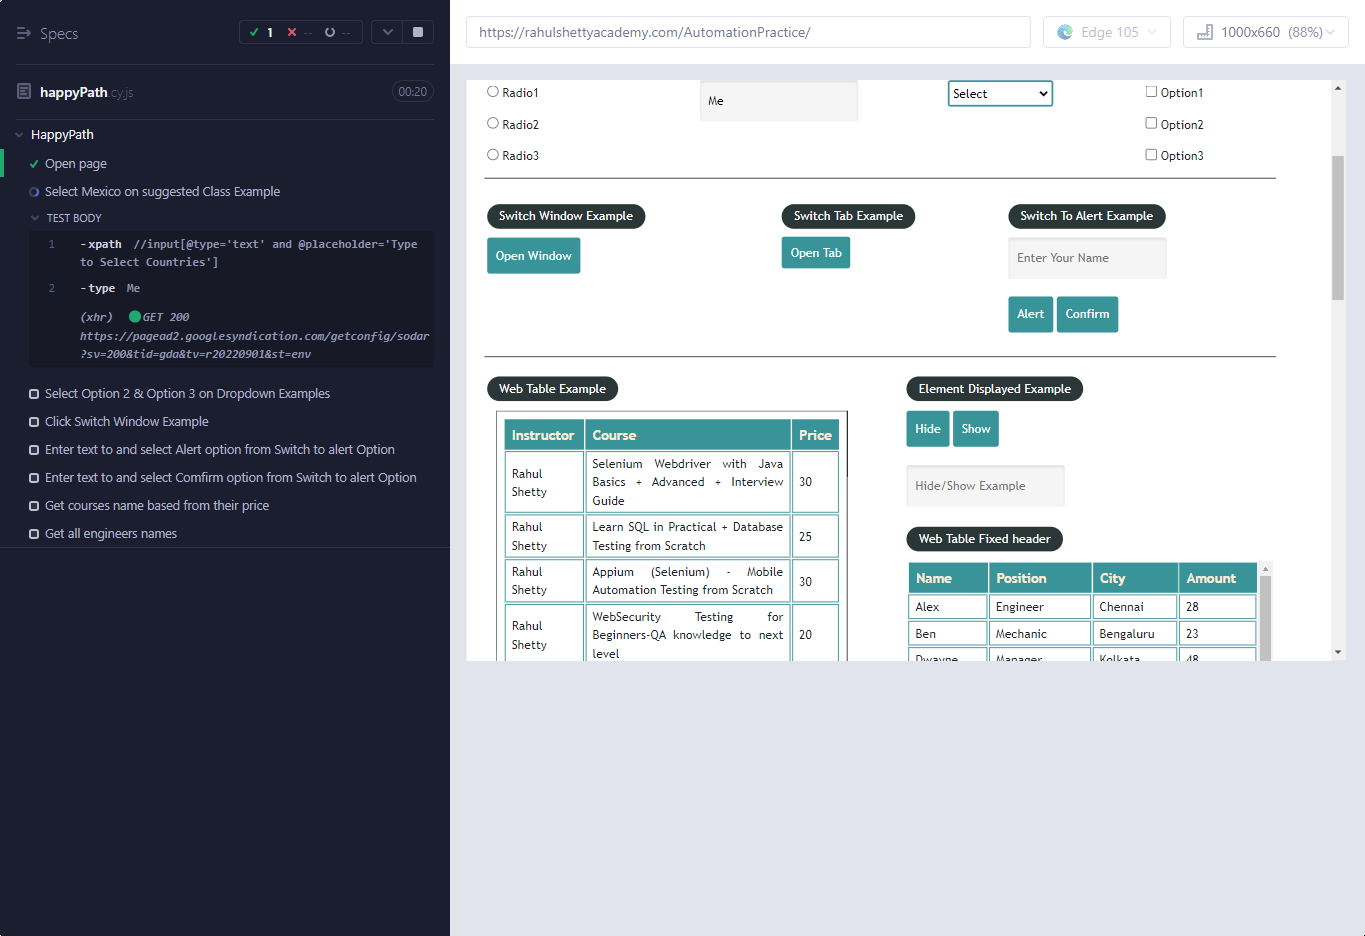 Specs
1 -- --
happyPath.cy.js
00:20
HappyPath
Open page
Select Mexico on suggested Class Example
TEST BODY
1 -xpath //input[@type='text' and @placeholder='Type
to Select Countries']
2 -type Me
(xhr) GET 200
https://pagead2.googlesyndication.com/getconfig/sodar
?sv=200&tid=gda&tv=r20220901&st=env
Select Option 2 & Option 3 on Dropdown Examples
Click Switch Window Example
Enter text to and select Alert option from Switch to alert Option
Enter text to and select Comfirm option from Switch to alert Option
Get courses name based from their price
Get all engineers names
https://rahulshettyacademy.com/AutomationPractice/
Edge 105
1000x660 (88%)
Radio1
Radio2
Radio3
Me
Select
Option1
Option2
Option3
Switch Window Example
Open Window
Switch Tab Example
Open Tab
Switch To Alert Example
Enter Your Name
Alert Confirm
Web Table Example
Instructor Course Price
Rahul
Shetty
Selenium Webdriver with Java
Basics + Advanced + Interview
Guide
30
Rahul
Shetty
Learn SQL in Practical + Database
Testing from Scratch
25
Rahul
Shetty
Appium (Selenium) - Mobile
Automation Testing from Scratch
30
Rahul
Shetty
WebSecurity Testing for
Beginners-QA knowledge to next
level
20
Element Displayed Example
Hide Show
Hide/Show Example
Web Table Fixed header
Name Position City Amount
Alex Engineer Chennai 28
Ben Mechanic Bengaluru 23
Dwayne Manager Kolkata 48